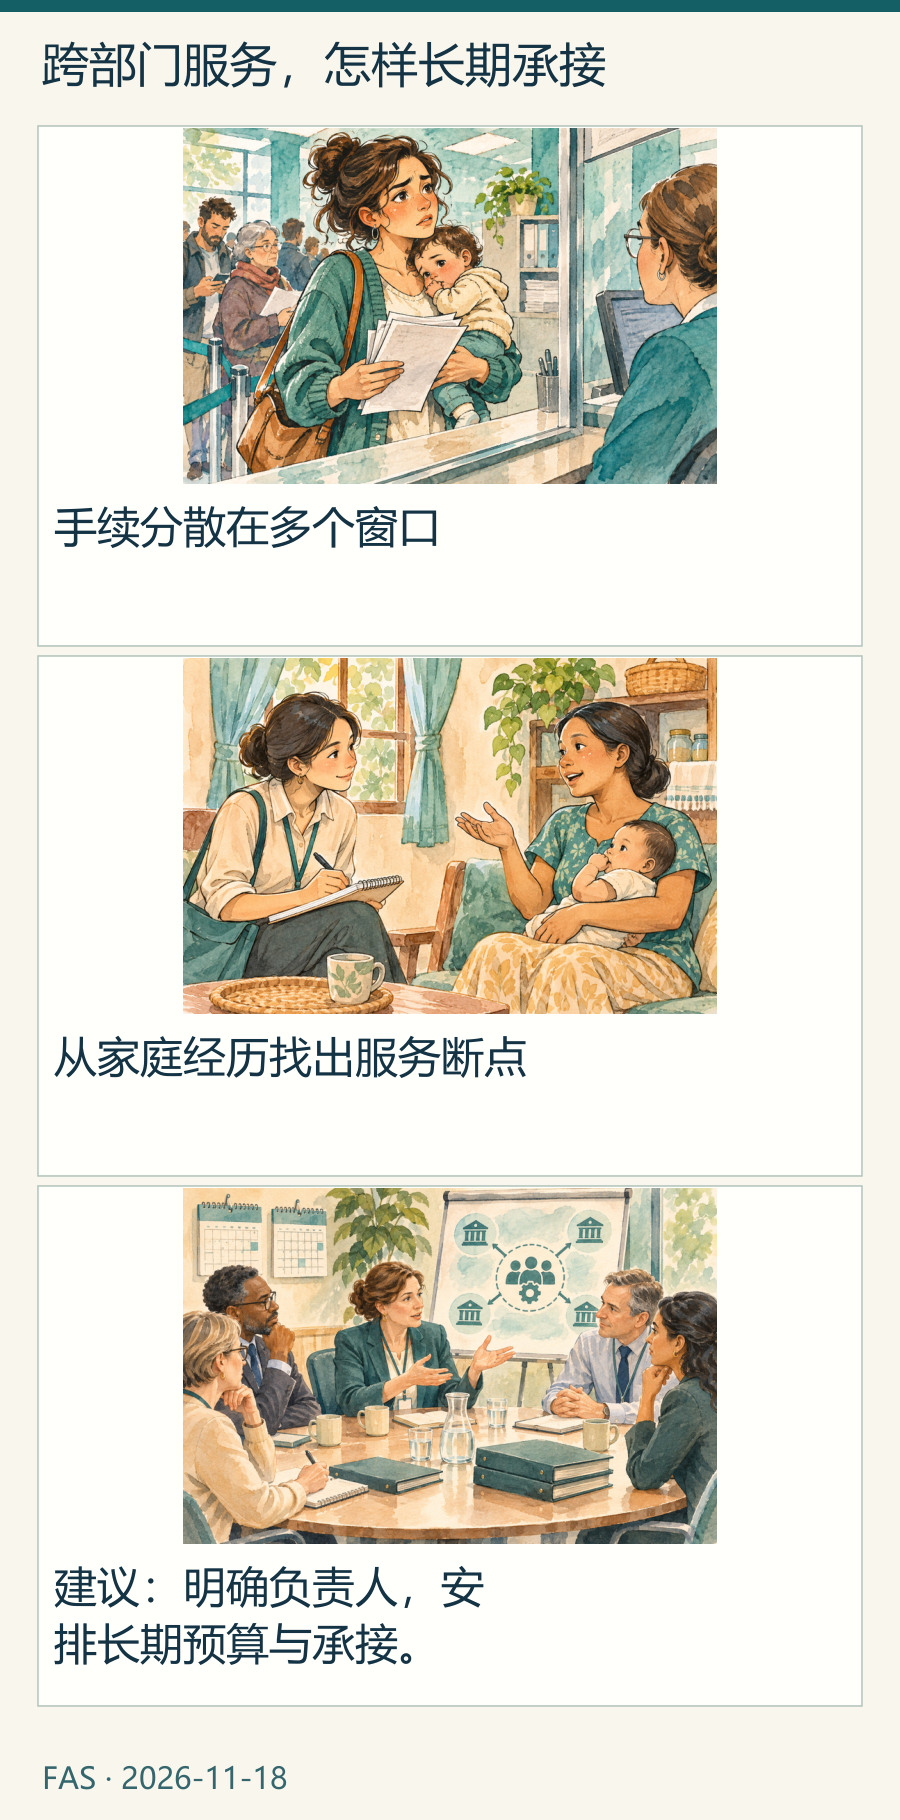 跨部门服务，怎样长期承接
手续分散在多个窗口
从家庭经历找出服务断点
建议：明确负责人，安
排长期预算与承接。
FAS · 2026-11-18